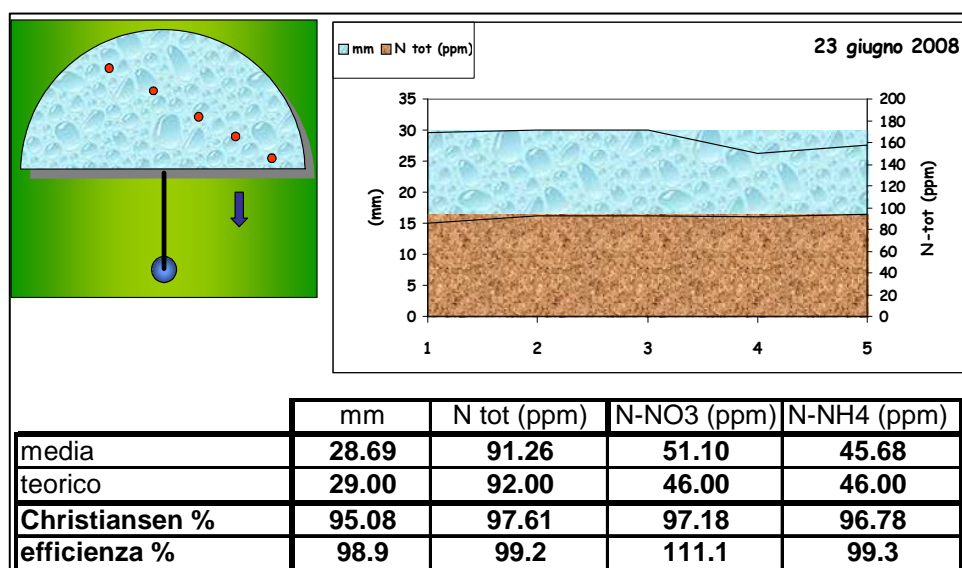 mm N tot (ppm)
23 giugno 2008
35 200
30 180
25 160
20 140
15 120
10 100
5 80
0 60
40
20
0
(mm)
N-tot (ppm)
1 2 3 4 5
mm N tot (ppm) N-NO3 (ppm) N-NH4 (ppm)
media 28.69 91.26 51.10 45.68
teorico 29.00 92.00 46.00 46.00
Christiansen % 95.08 97.61 97.18 96.78
efficienza % 98.9 99.2 111.1 99.3